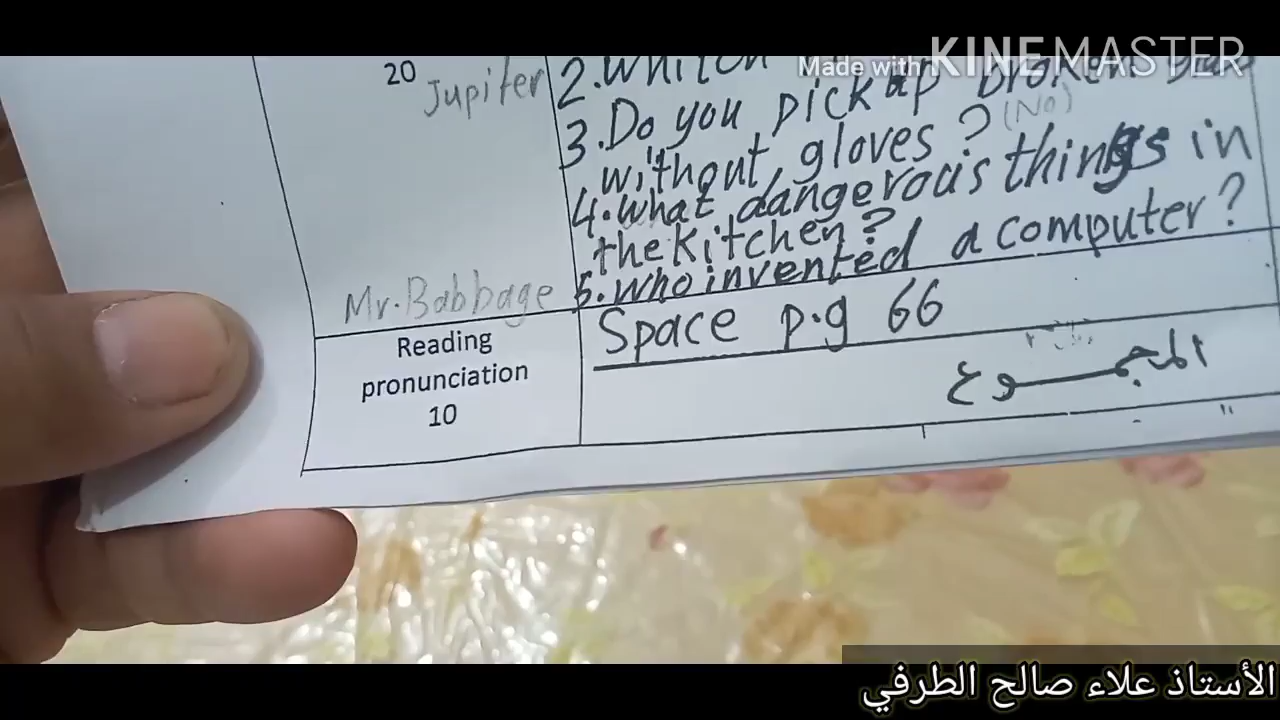 Made with KINEMASTER
20
Jupiter
2.
3. Do you pick up broken
without gloves? (No)
4. what dangerous things in
the kitchen?
5. who invented a computer?
Mr. Babbage
Reading
pronunciation
10
Space p.g 66
المجموع
الأستاذ علاء صالح الطرفي